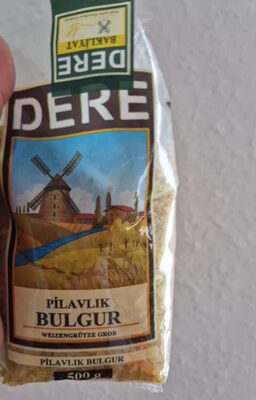 DERE
BAKLİYAT
DERE
PİLAVLIK
BULGUR
WEIZENGRÜTZE GROB
PİLAVLIK BULGUR
500 g